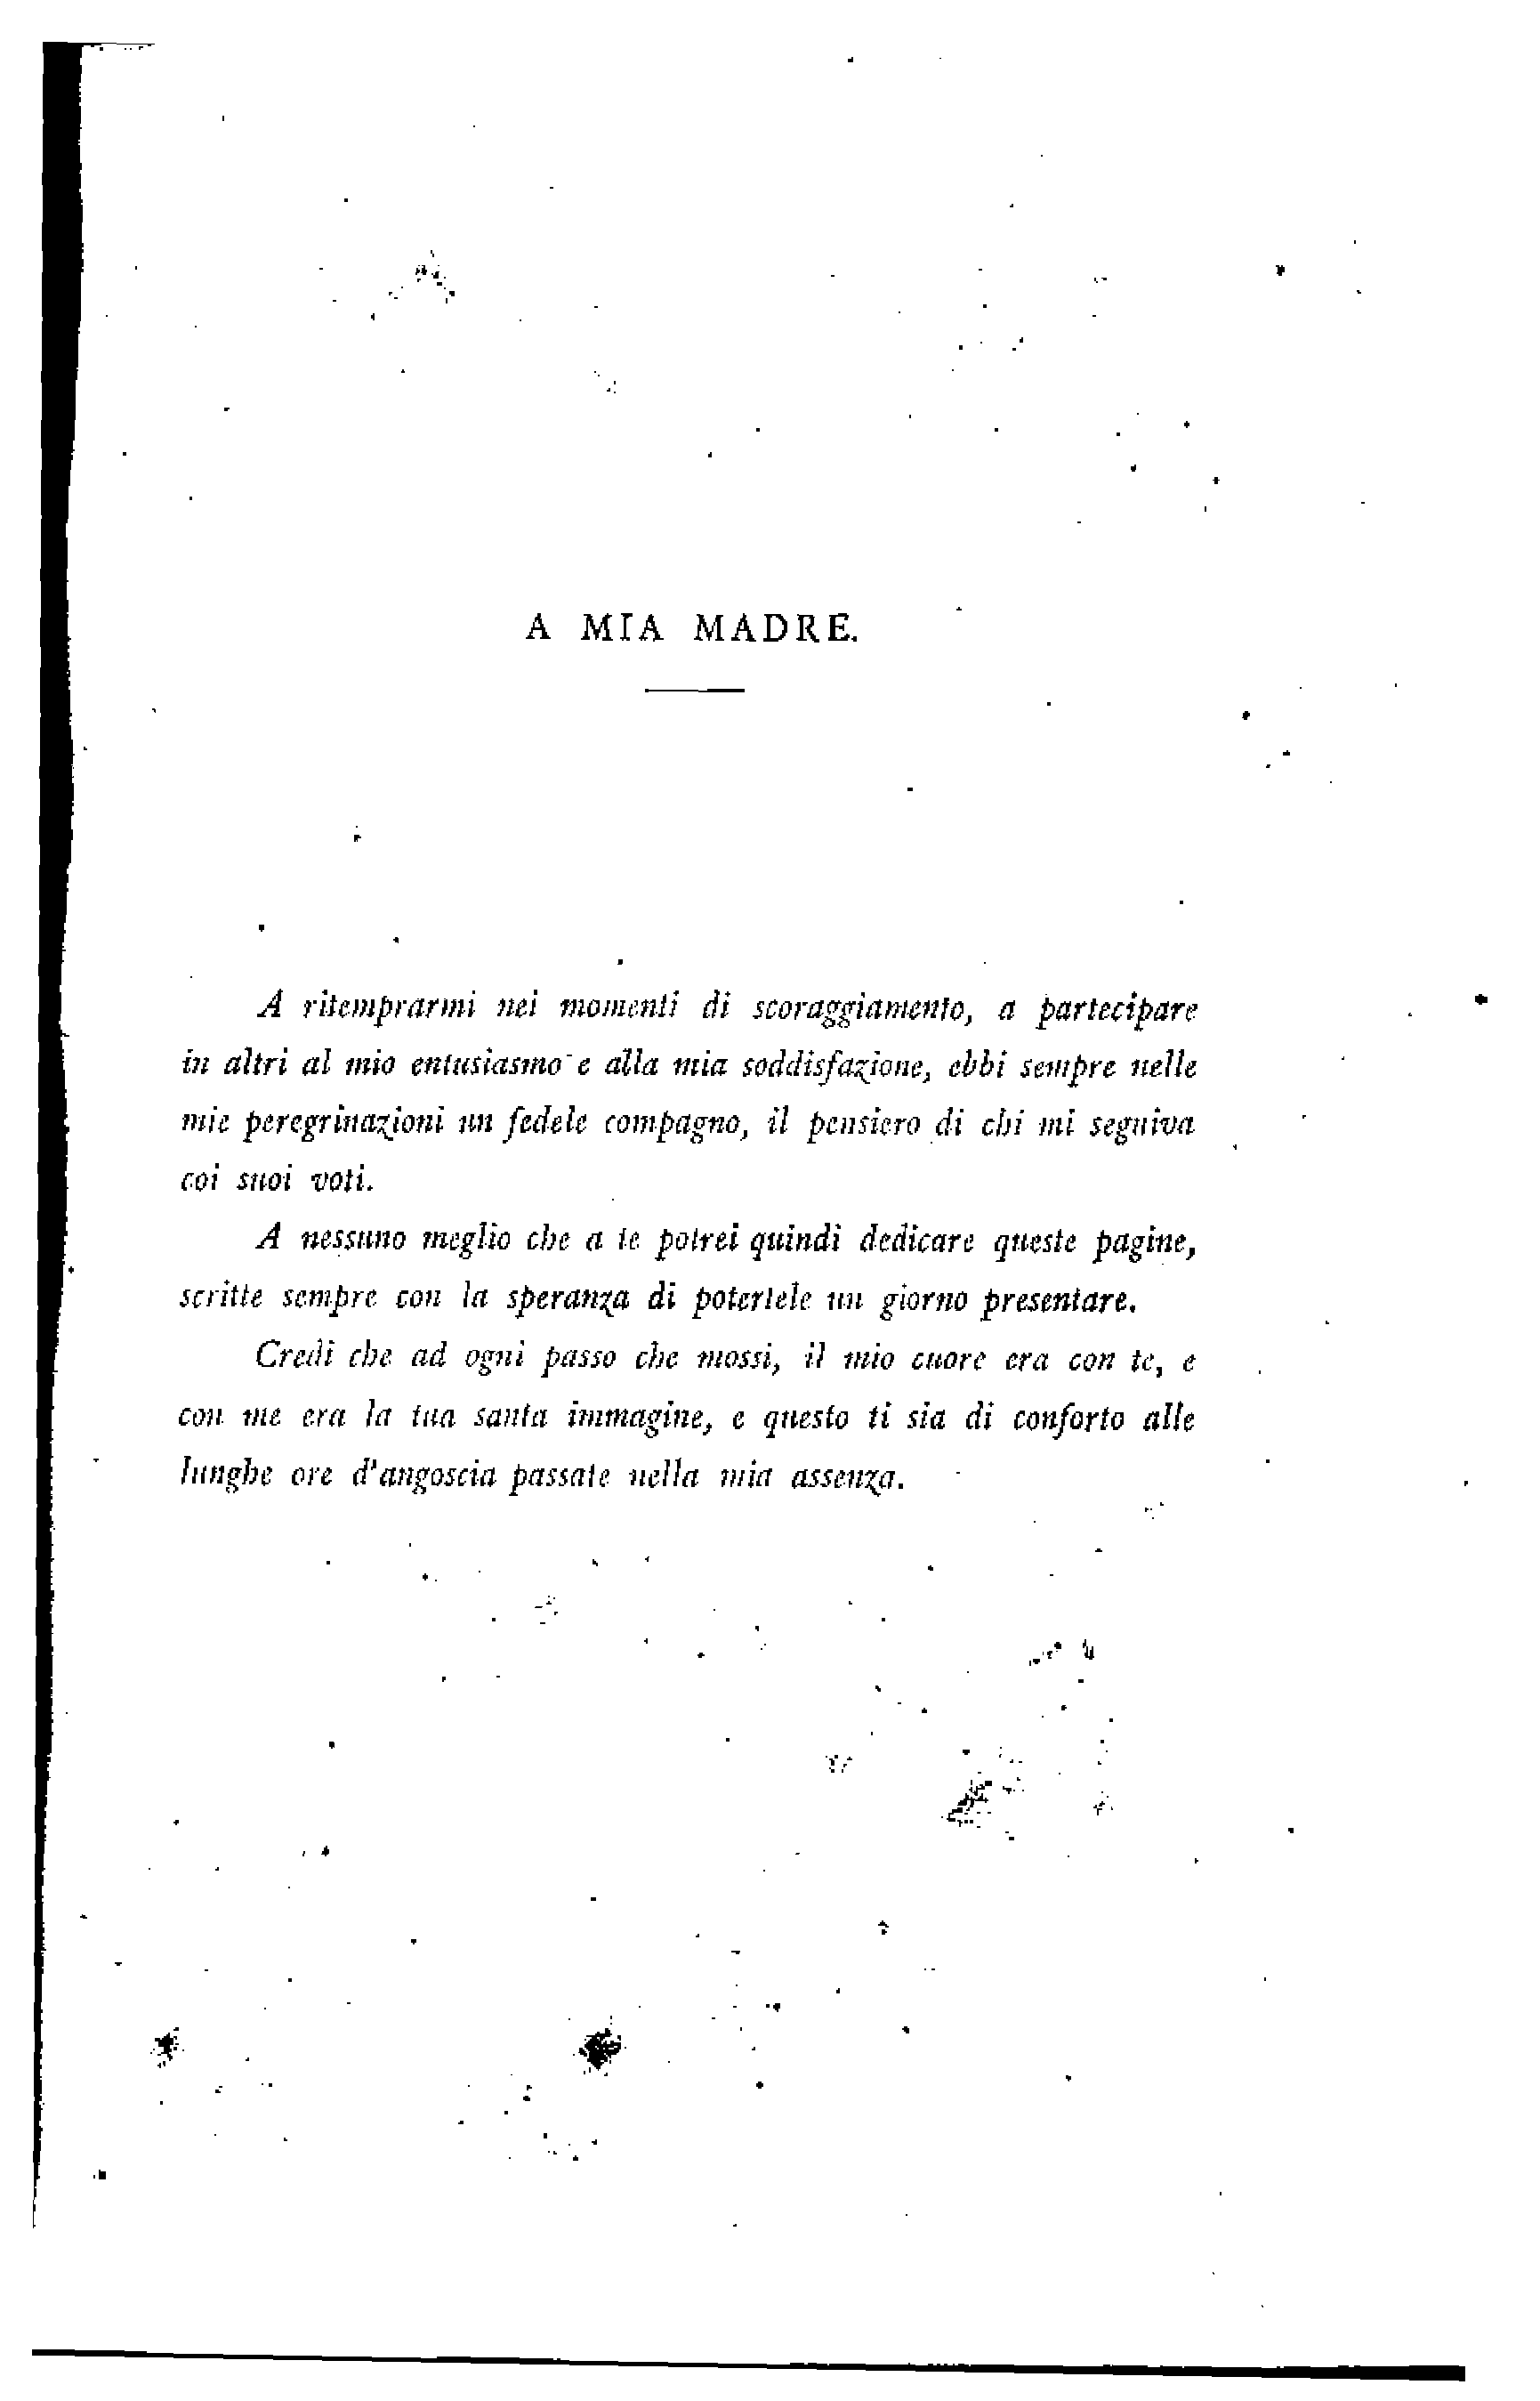 A MIA MADRE.
A ritemprarmi nei momenti di scoraggiamento, a partecipare
in altri al mio entusiasmo e alla mia soddisfazione, ebbi sempre nelle
mie peregrinazioni un fedele compagno, il pensiero di chi mi seguiva
coi suoi voti.
A nessuno meglio che a te potrei quindi dedicare queste pagine,
scritte sempre con la speranza di potertele un giorno presentare.
Credi che ad ogni passo che mossi, il mio cuore era con te, e
con me era la tua santa immagine, e questo ti sia di conforto alle
lunghe ore d'angoscia passate nella mia assenza.